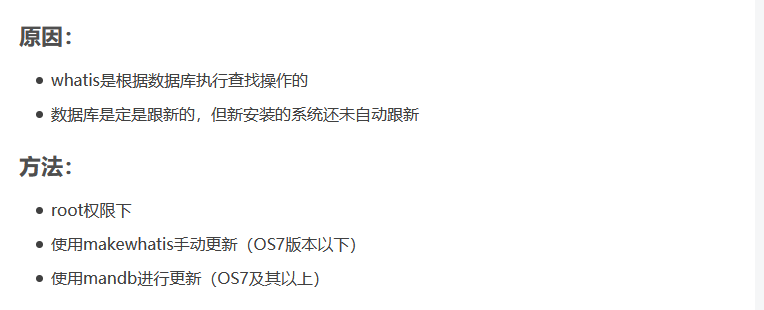 原因：
whatis是根据数据库执行查找操作的
数据库是定是跟新的，但新安装的系统还未自动跟新
方法：
root权限下
使用makewhatis手动更新（OS7版本以下）
使用mandb进行更新（OS7及其以上）